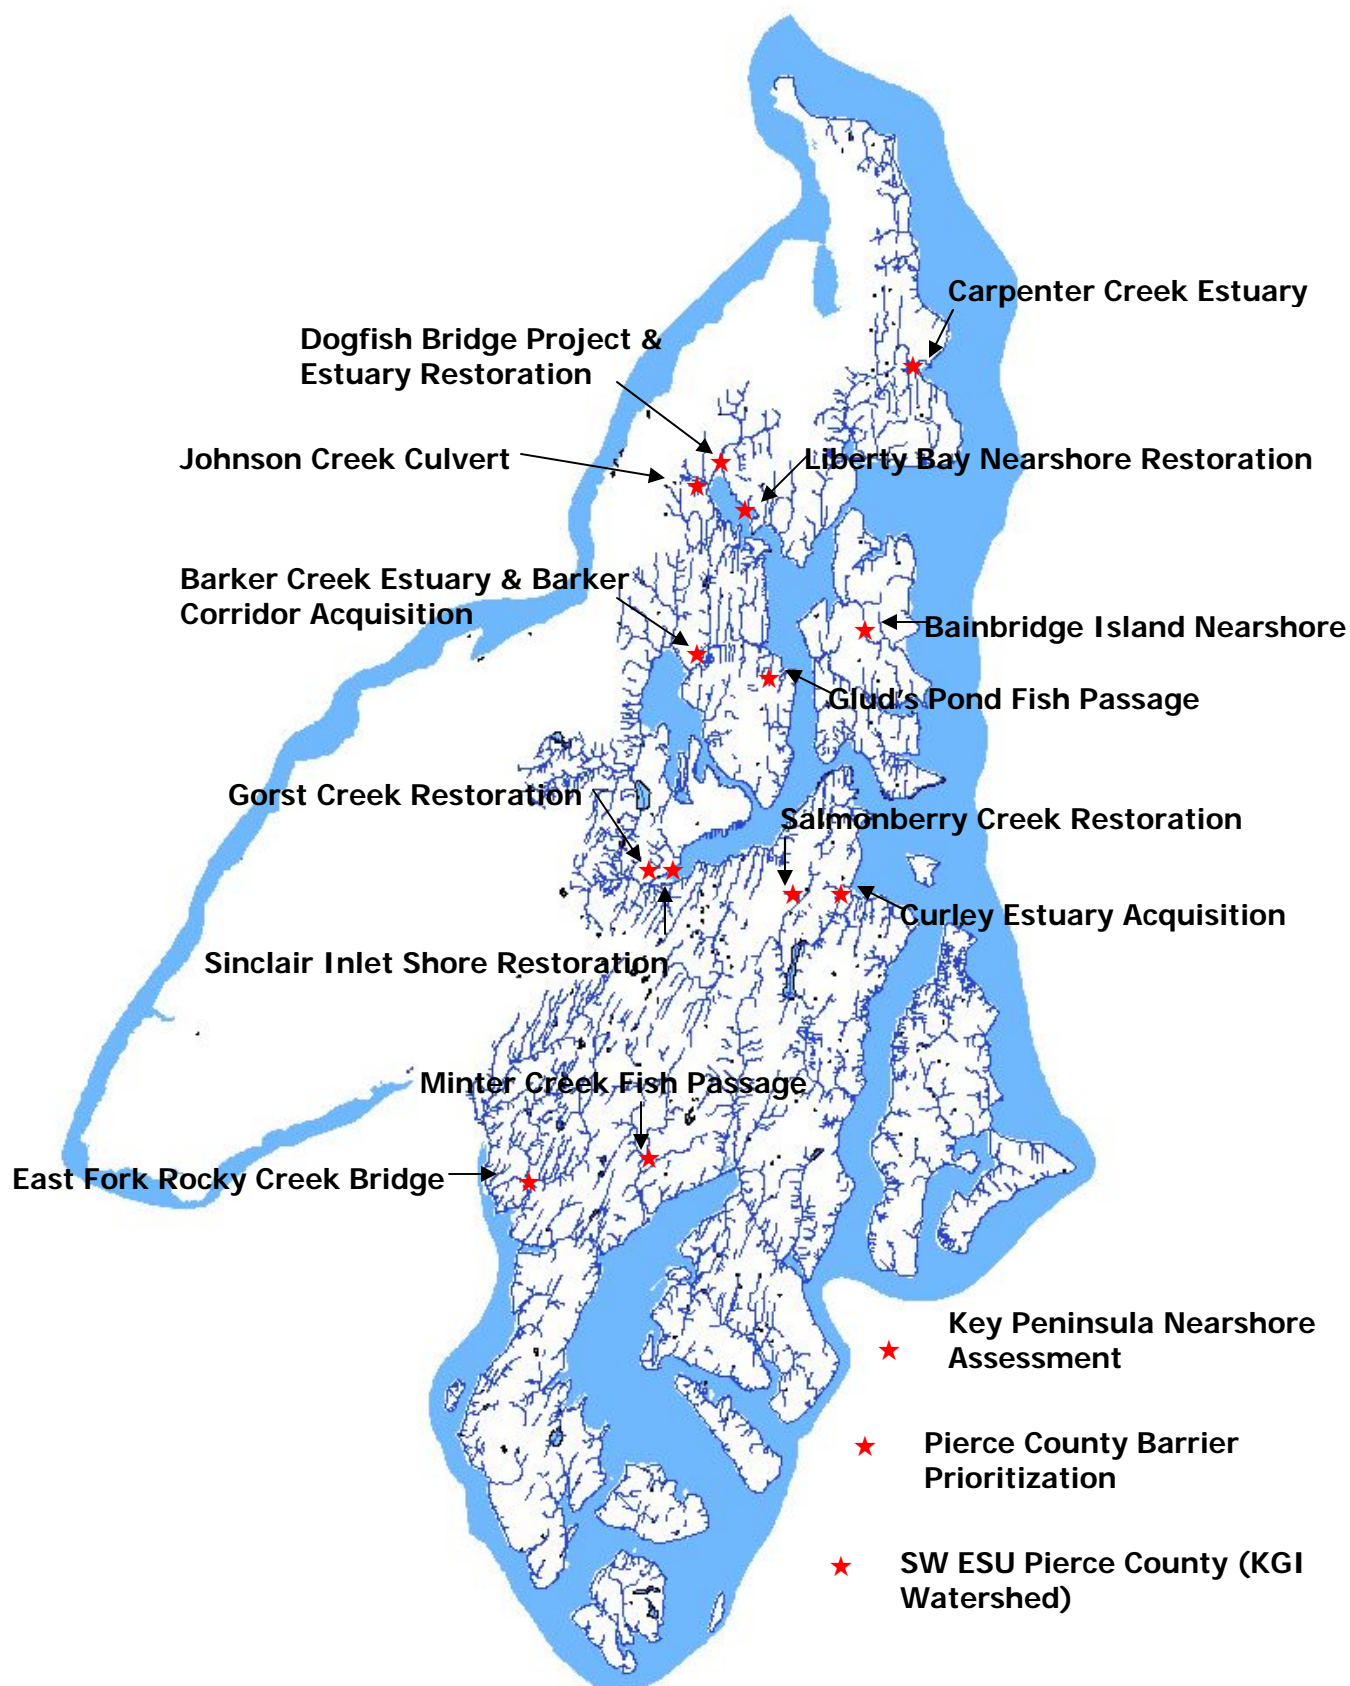 Carpenter Creek Estuary
Dogfish Bridge Project &
Estuary Restoration
Johnson Creek Culvert
Liberty Bay Nearshore Restoration
Barker Creek Estuary & Barker
Corridor Acquisition
Bainbridge Island Nearshore
Glud's Pond Fish Passage
Gorst Creek Restoration
Salmonberry Creek Restoration
Curley Estuary Acquisition
Sinclair Inlet Shore Restoration
Minter Creek Fish Passage
East Fork Rocky Creek Bridge
Key Peninsula Nearshore
Assessment
Pierce County Barrier
Prioritization
SW ESU Pierce County (KGI
Watershed)